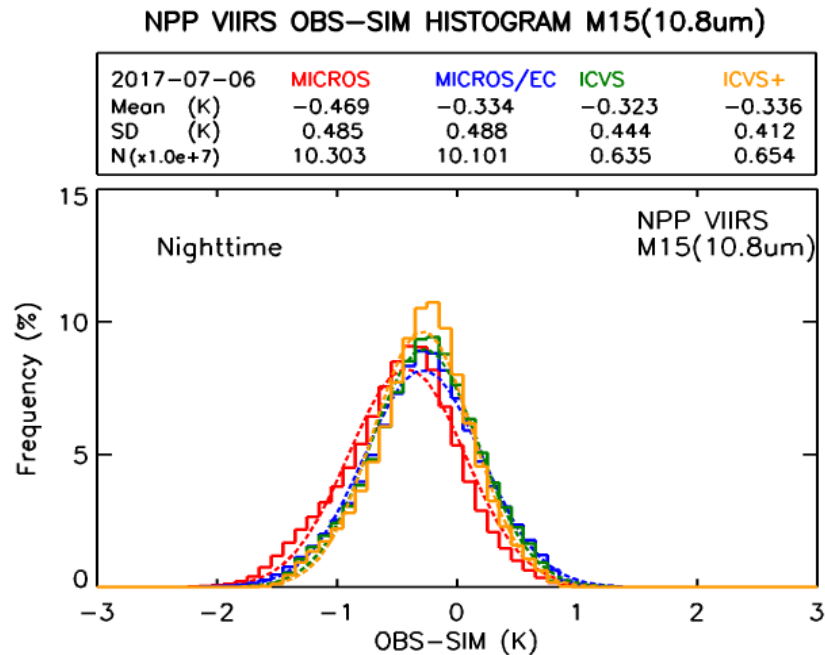 NPP VIIRS OBS−SIM HISTOGRAM M15(10.8um)
2017−07−06 MICROS MICROS/EC ICVS ICVS+
Mean (K) −0.469 −0.334 −0.323 −0.336
SD (K) 0.485 0.488 0.444 0.412
N(x1.0e+7) 10.303 10.101 0.635 0.654
15
NPP VIIRS
Nighttime M15(10.8um)
10
Frequency (%)
5
0
−3 −2 −1 0 1 2 3
OBS−SIM (K)